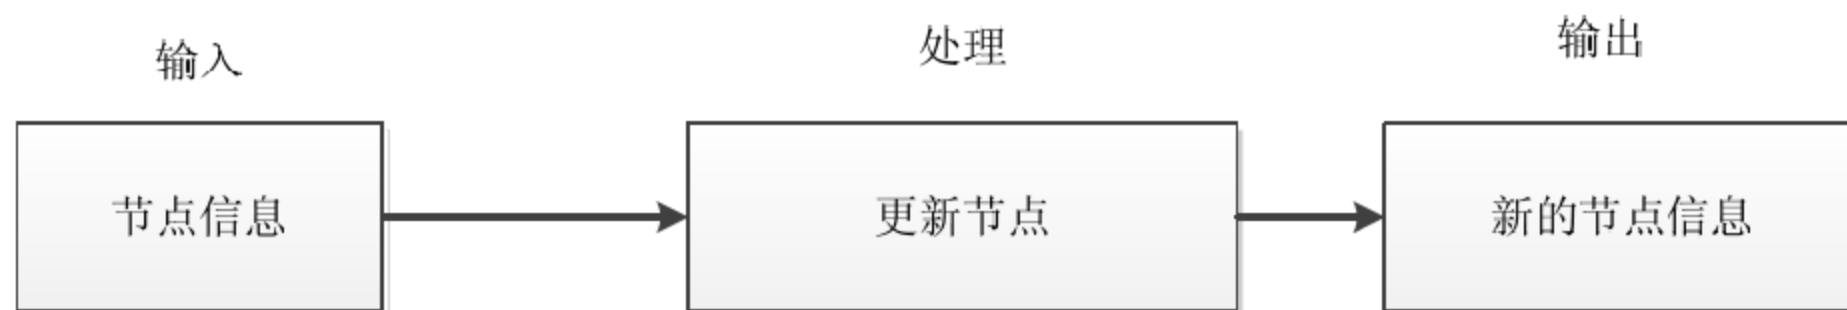 输入
处理
输出
节点信息
更新节点
新的节点信息